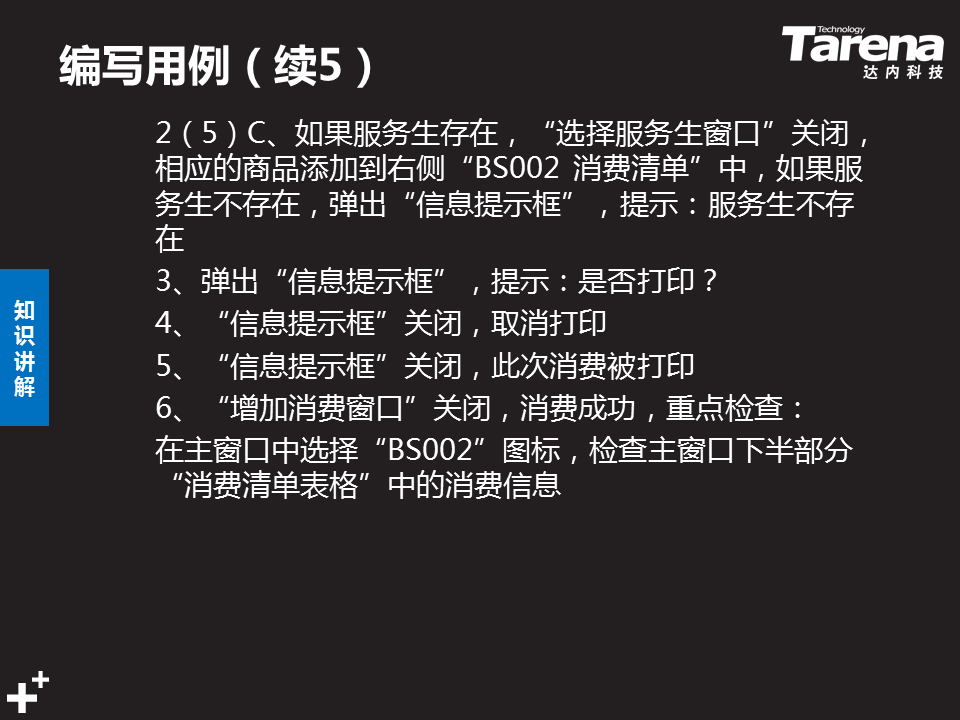 编写用例（续5）
Technology
Tarena
达内科技
2（5）C、如果服务生存在，“选择服务生窗口”关闭，
相应的商品添加到右侧“BS002 消费清单”中，如果服
务生不存在，弹出“信息提示框”，提示：服务生不存
在
3、弹出“信息提示框”，提示：是否打印？
4、“信息提示框”关闭，取消打印
5、“信息提示框”关闭，此次消费被打印
6、“增加消费窗口”关闭，消费成功，重点检查：
在主窗口中选择“BS002”图标，检查主窗口下半部分
“消费清单表格”中的消费信息
知
识
讲
解